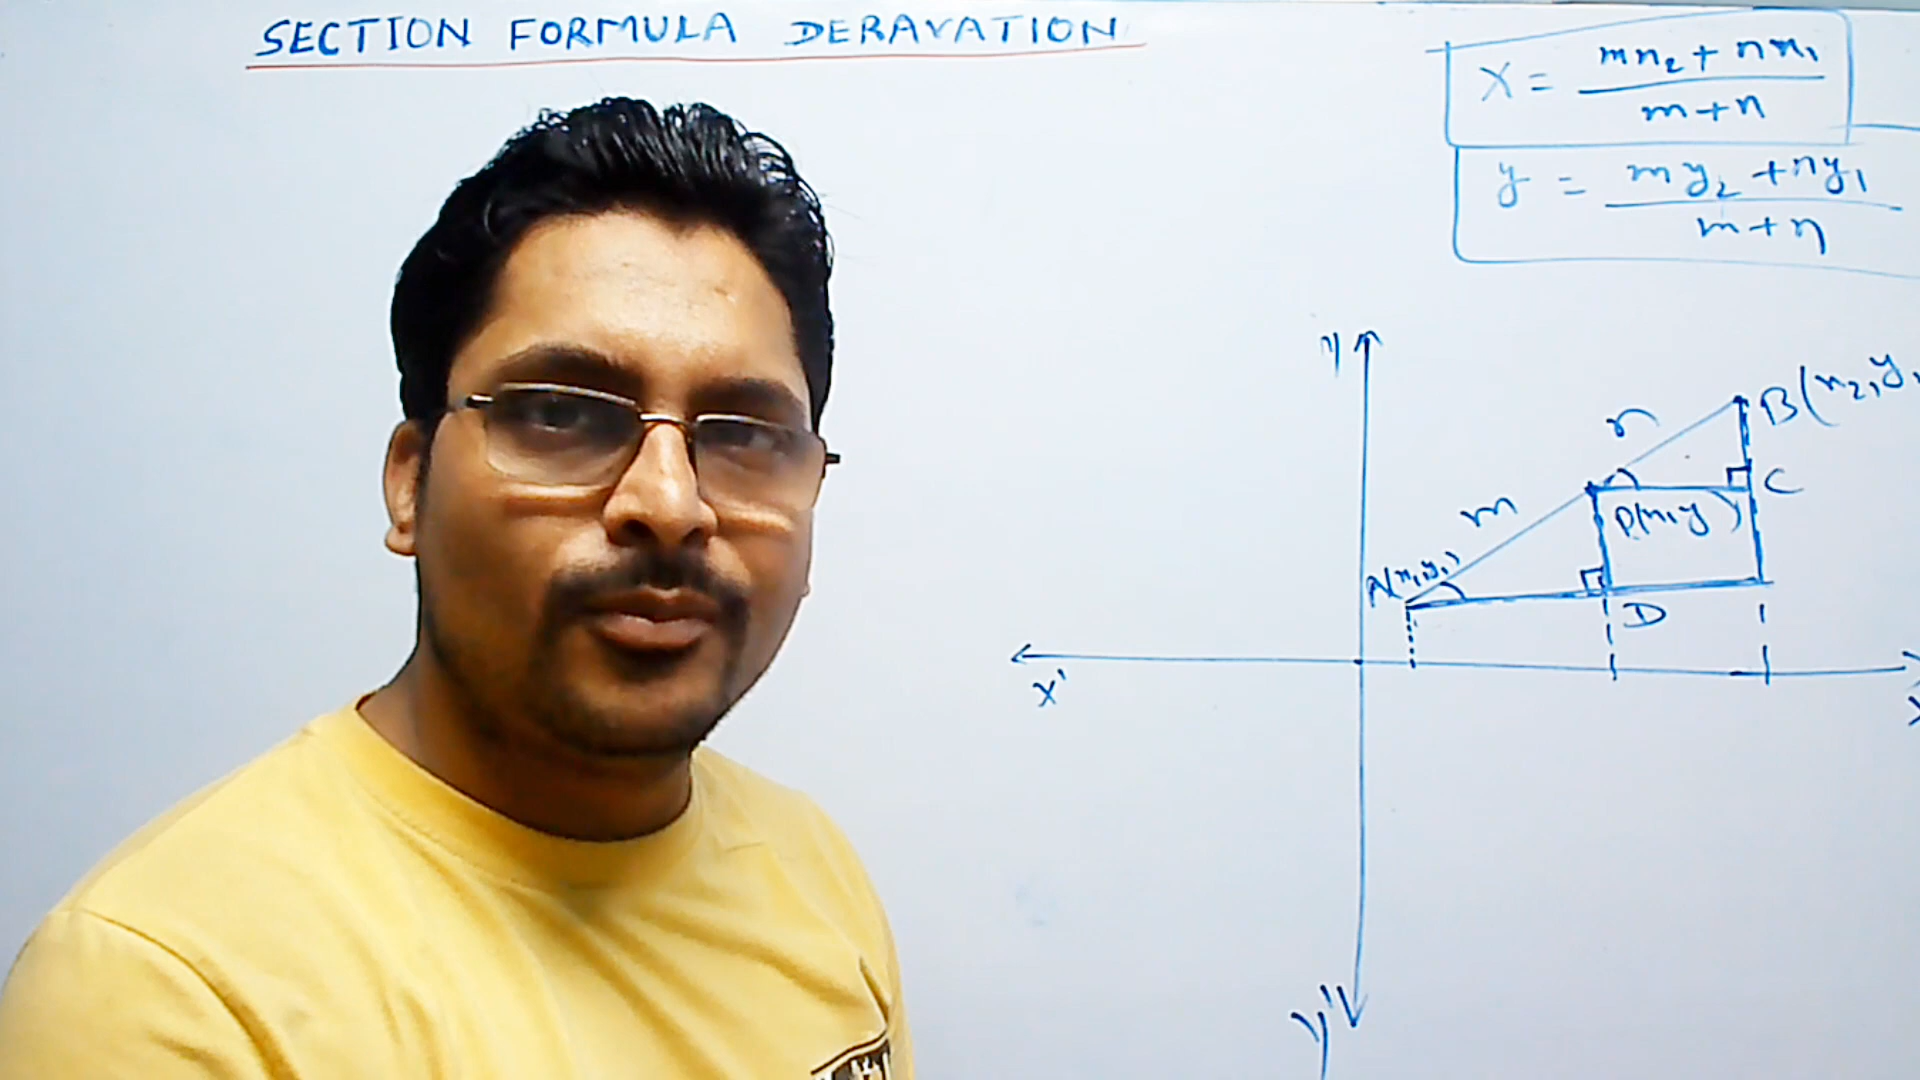 SECTION FORMULA DERAVATION
x = mx₂ + nx₁
m + n
y = my₂ + ny₁
m + n
y
B(x₂, y
n
C
m
P(x, y)
A(x₁, y₁)
D
x'
x
y'